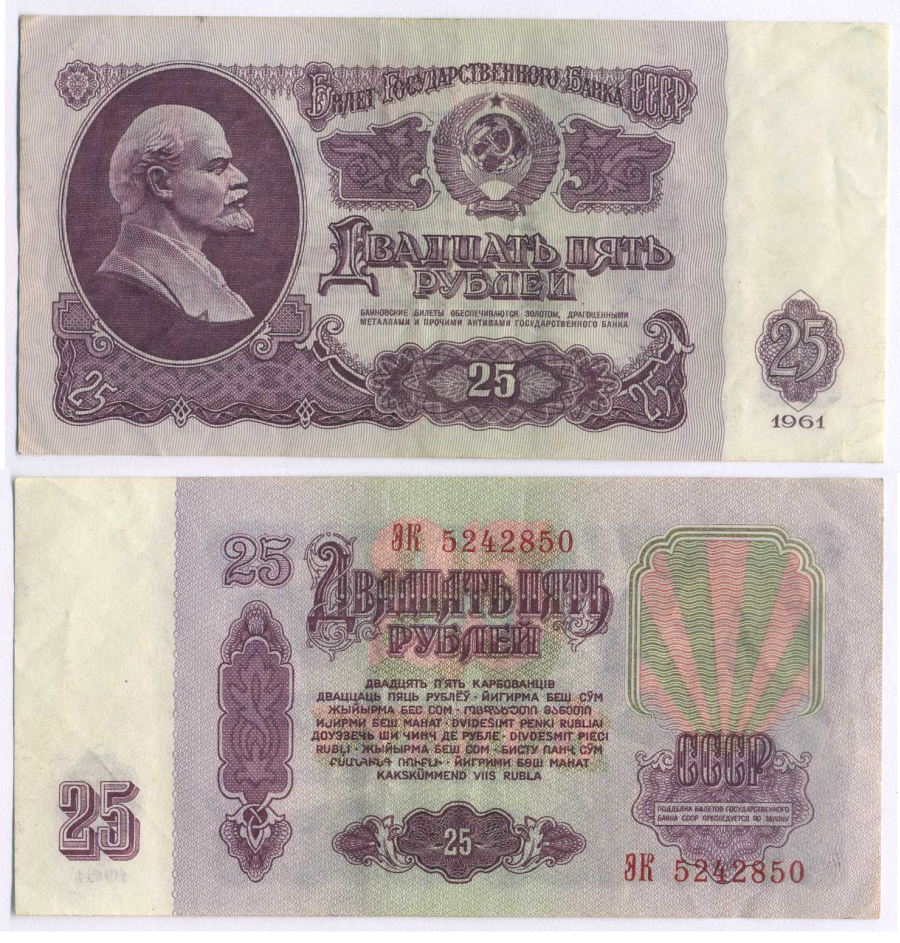 Билет Государственного Банка СССР
Двадцать пять
рублей
БАНКОВСКИЕ БИЛЕТЫ ОБЕСПЕЧИВАЮТСЯ ЗОЛОТОМ, ДРАГОЦЕННЫМИ
МЕТАЛЛАМИ И ПРОЧИМИ АКТИВАМИ ГОСУДАРСТВЕННОГО БАНКА
25
25
25
25
1961
ЭК 5242850
25
Двадцать пять
рублей
ДВАДЦЯТЬ П'ЯТЬ КАРБОВАНЦІВ
ДВАЦЦАЦЬ ПЯЦЬ РУБЛЁЎ · ЙИГИРМА БЕШ СЎМ
ЖЫЙЫРМА БЕС СОМ · ᲝᲪᲓᲐᲮᲣᲗᲘ ᲛᲐᲜᲔᲗᲘ
ИЈИРМИ БЕШ МАНАТ · DVIDEŠIMT PENKI RUBLIAI
ДОУЭЗЕЧЬ ШИ ЧИНЧ ДЕ РУБЛЕ · DIVDESMIT PIECI
RUBĻI · ЖЫЙЫРМА БЕШ СОМ · БИСТУ ПАНҶ СӮМ
ՔՍԱՆՀԻՆԳ ՌՈՒԲԼԻ · ЙИГРИМИ БӘШ МАНАТ
KAKSKÜMMEND VIIS RUBLA
25
25
СССР
ПОДДЕЛКА БИЛЕТОВ ГОСУДАРСТВЕННОГО
БАНКА СССР ПРЕСЛЕДУЕТСЯ ПО ЗАКОНУ
ЭК 5242850